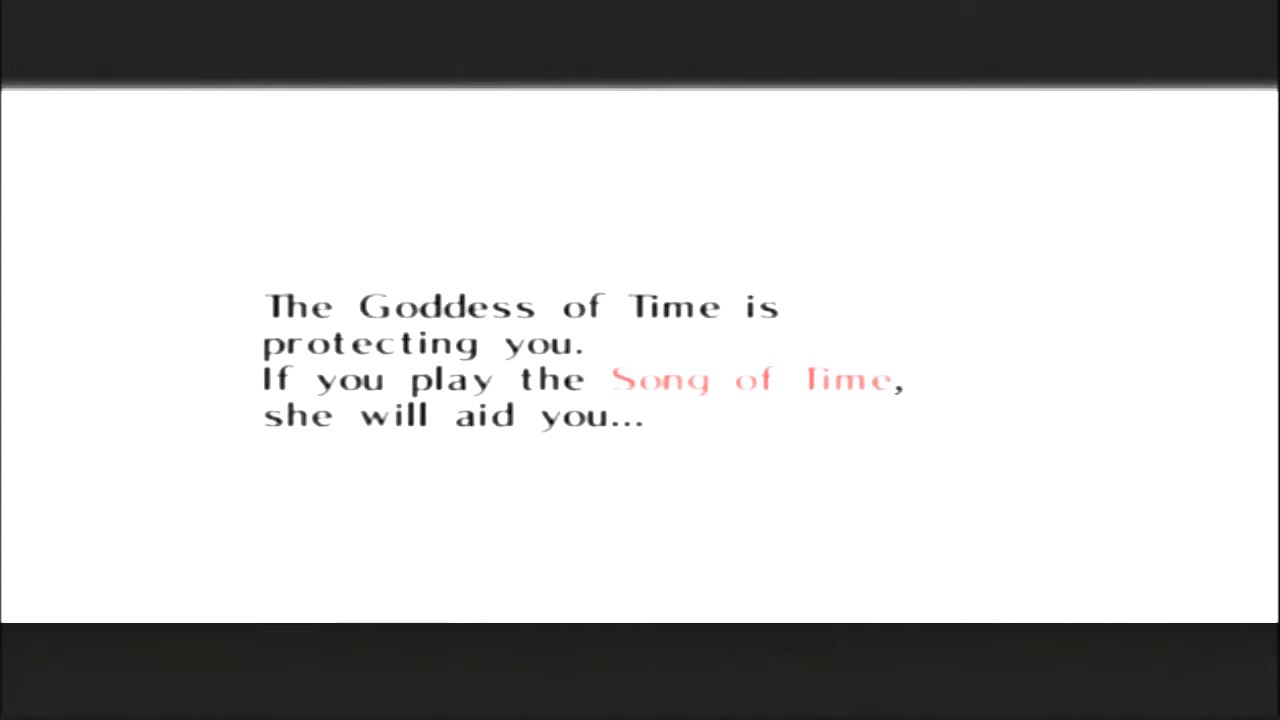 The Goddess of Time is
protecting you.
If you play the Song of Time,
she will aid you...